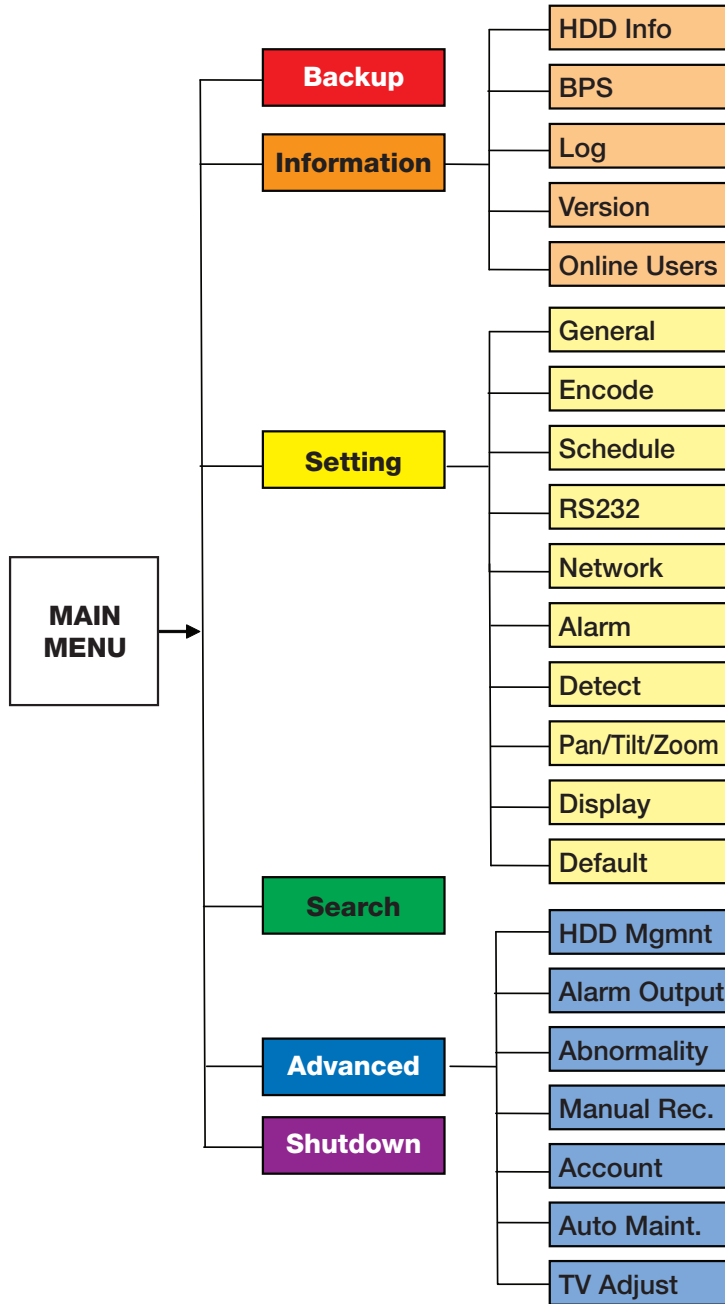 MAIN
MENU
Backup
Information
HDD Info
BPS
Log
Version
Online Users
Setting
General
Encode
Schedule
RS232
Network
Alarm
Detect
Pan/Tilt/Zoom
Display
Default
Search
Advanced
HDD Mgmnt
Alarm Output
Abnormality
Manual Rec.
Account
Auto Maint.
TV Adjust
Shutdown